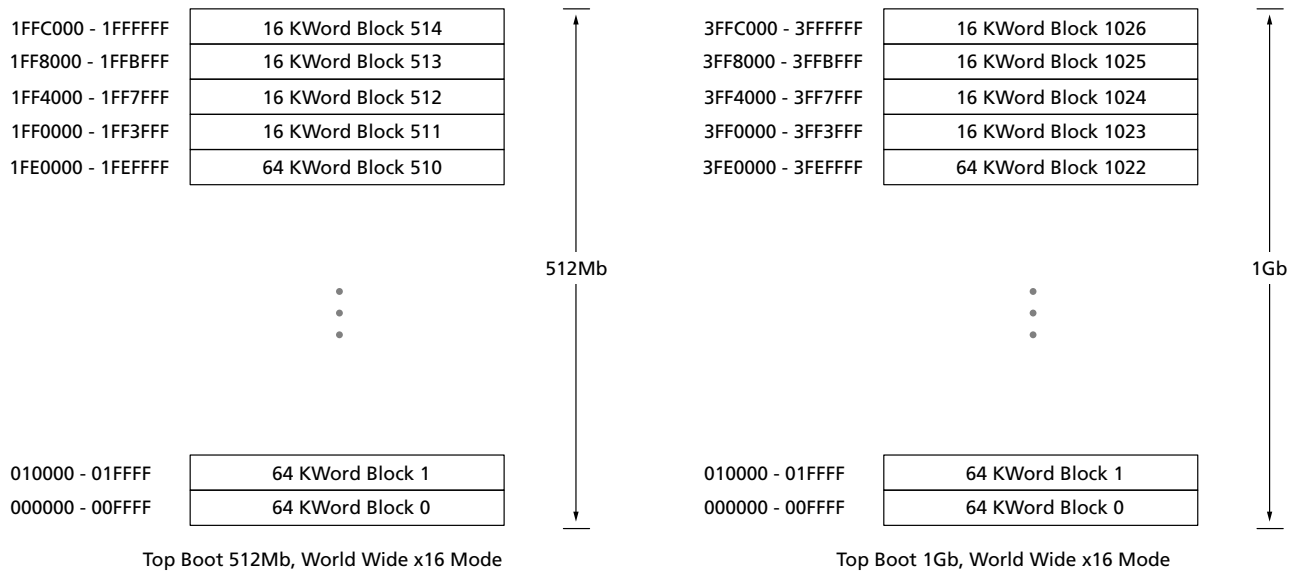 1FFC000 - 1FFFFFF 16 KWord Block 514
1FF8000 - 1FFBFFF 16 KWord Block 513
1FF4000 - 1FF7FFF 16 KWord Block 512
1FF0000 - 1FF3FFF 16 KWord Block 511
1FE0000 - 1FEFFFF 64 KWord Block 510
512Mb
010000 - 01FFFF 64 KWord Block 1
000000 - 00FFFF 64 KWord Block 0
Top Boot 512Mb, World Wide x16 Mode
3FFC000 - 3FFFFFF 16 KWord Block 1026
3FF8000 - 3FFBFFF 16 KWord Block 1025
3FF4000 - 3FF7FFF 16 KWord Block 1024
3FF0000 - 3FF3FFF 16 KWord Block 1023
3FE0000 - 3FEFFFF 64 KWord Block 1022
1Gb
010000 - 01FFFF 64 KWord Block 1
000000 - 00FFFF 64 KWord Block 0
Top Boot 1Gb, World Wide x16 Mode